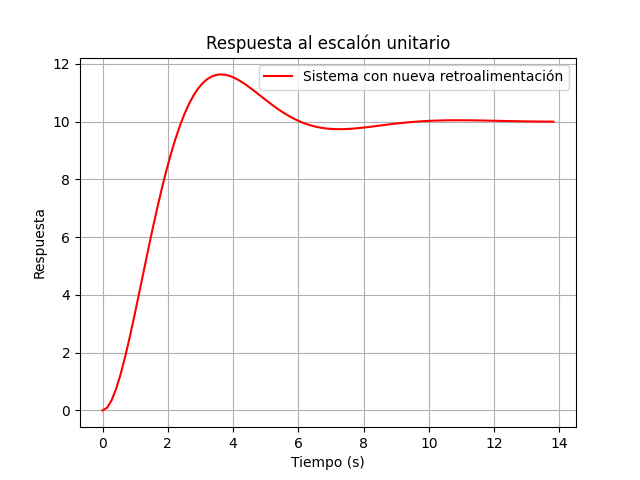 Respuesta al escalón unitario
Sistema con nueva retroalimentación
12
10
8
6
4
2
0
Respuesta
0 2 4 6 8 10 12 14
Tiempo (s)